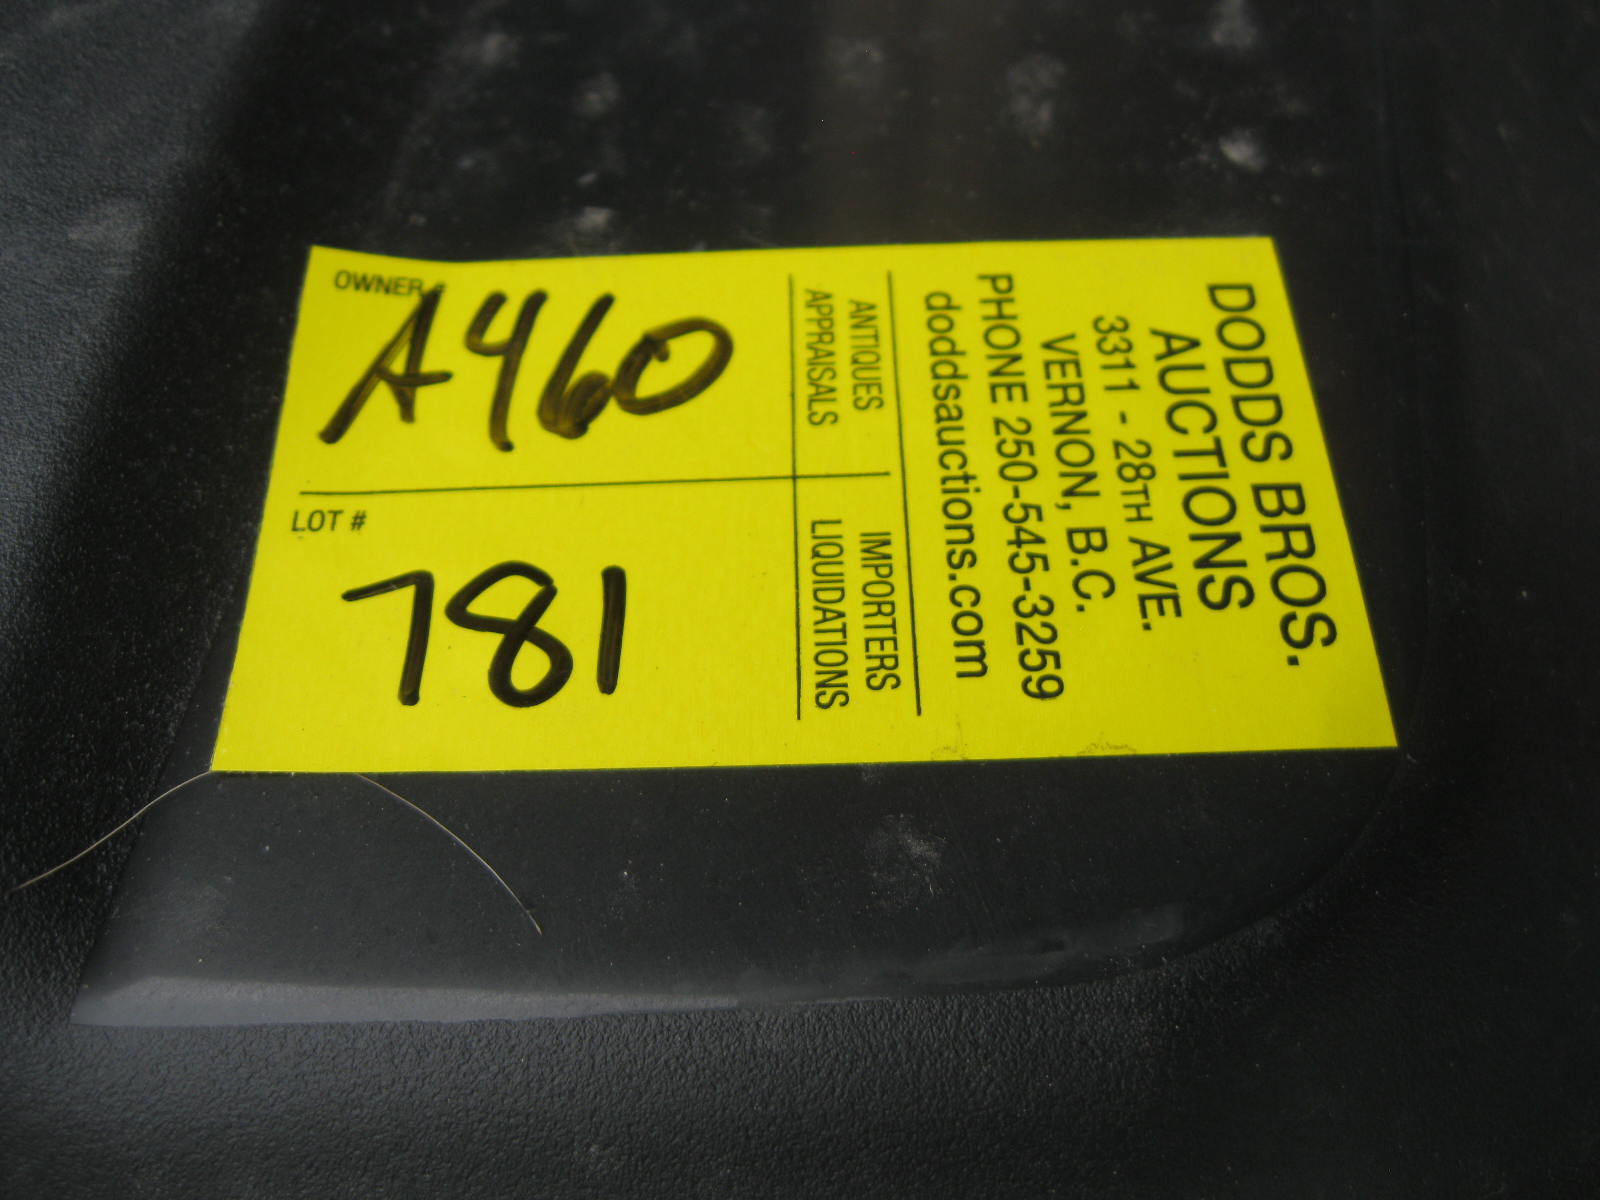 DODDS BROS.
AUCTIONS
3311 - 28TH AVE.
VERNON, B.C.
PHONE 250-545-3259
doddsauctions.com
ANTIQUES
APPRAISALS
IMPORTERS
LIQUIDATIONS
OWNER #
A460
LOT #
781